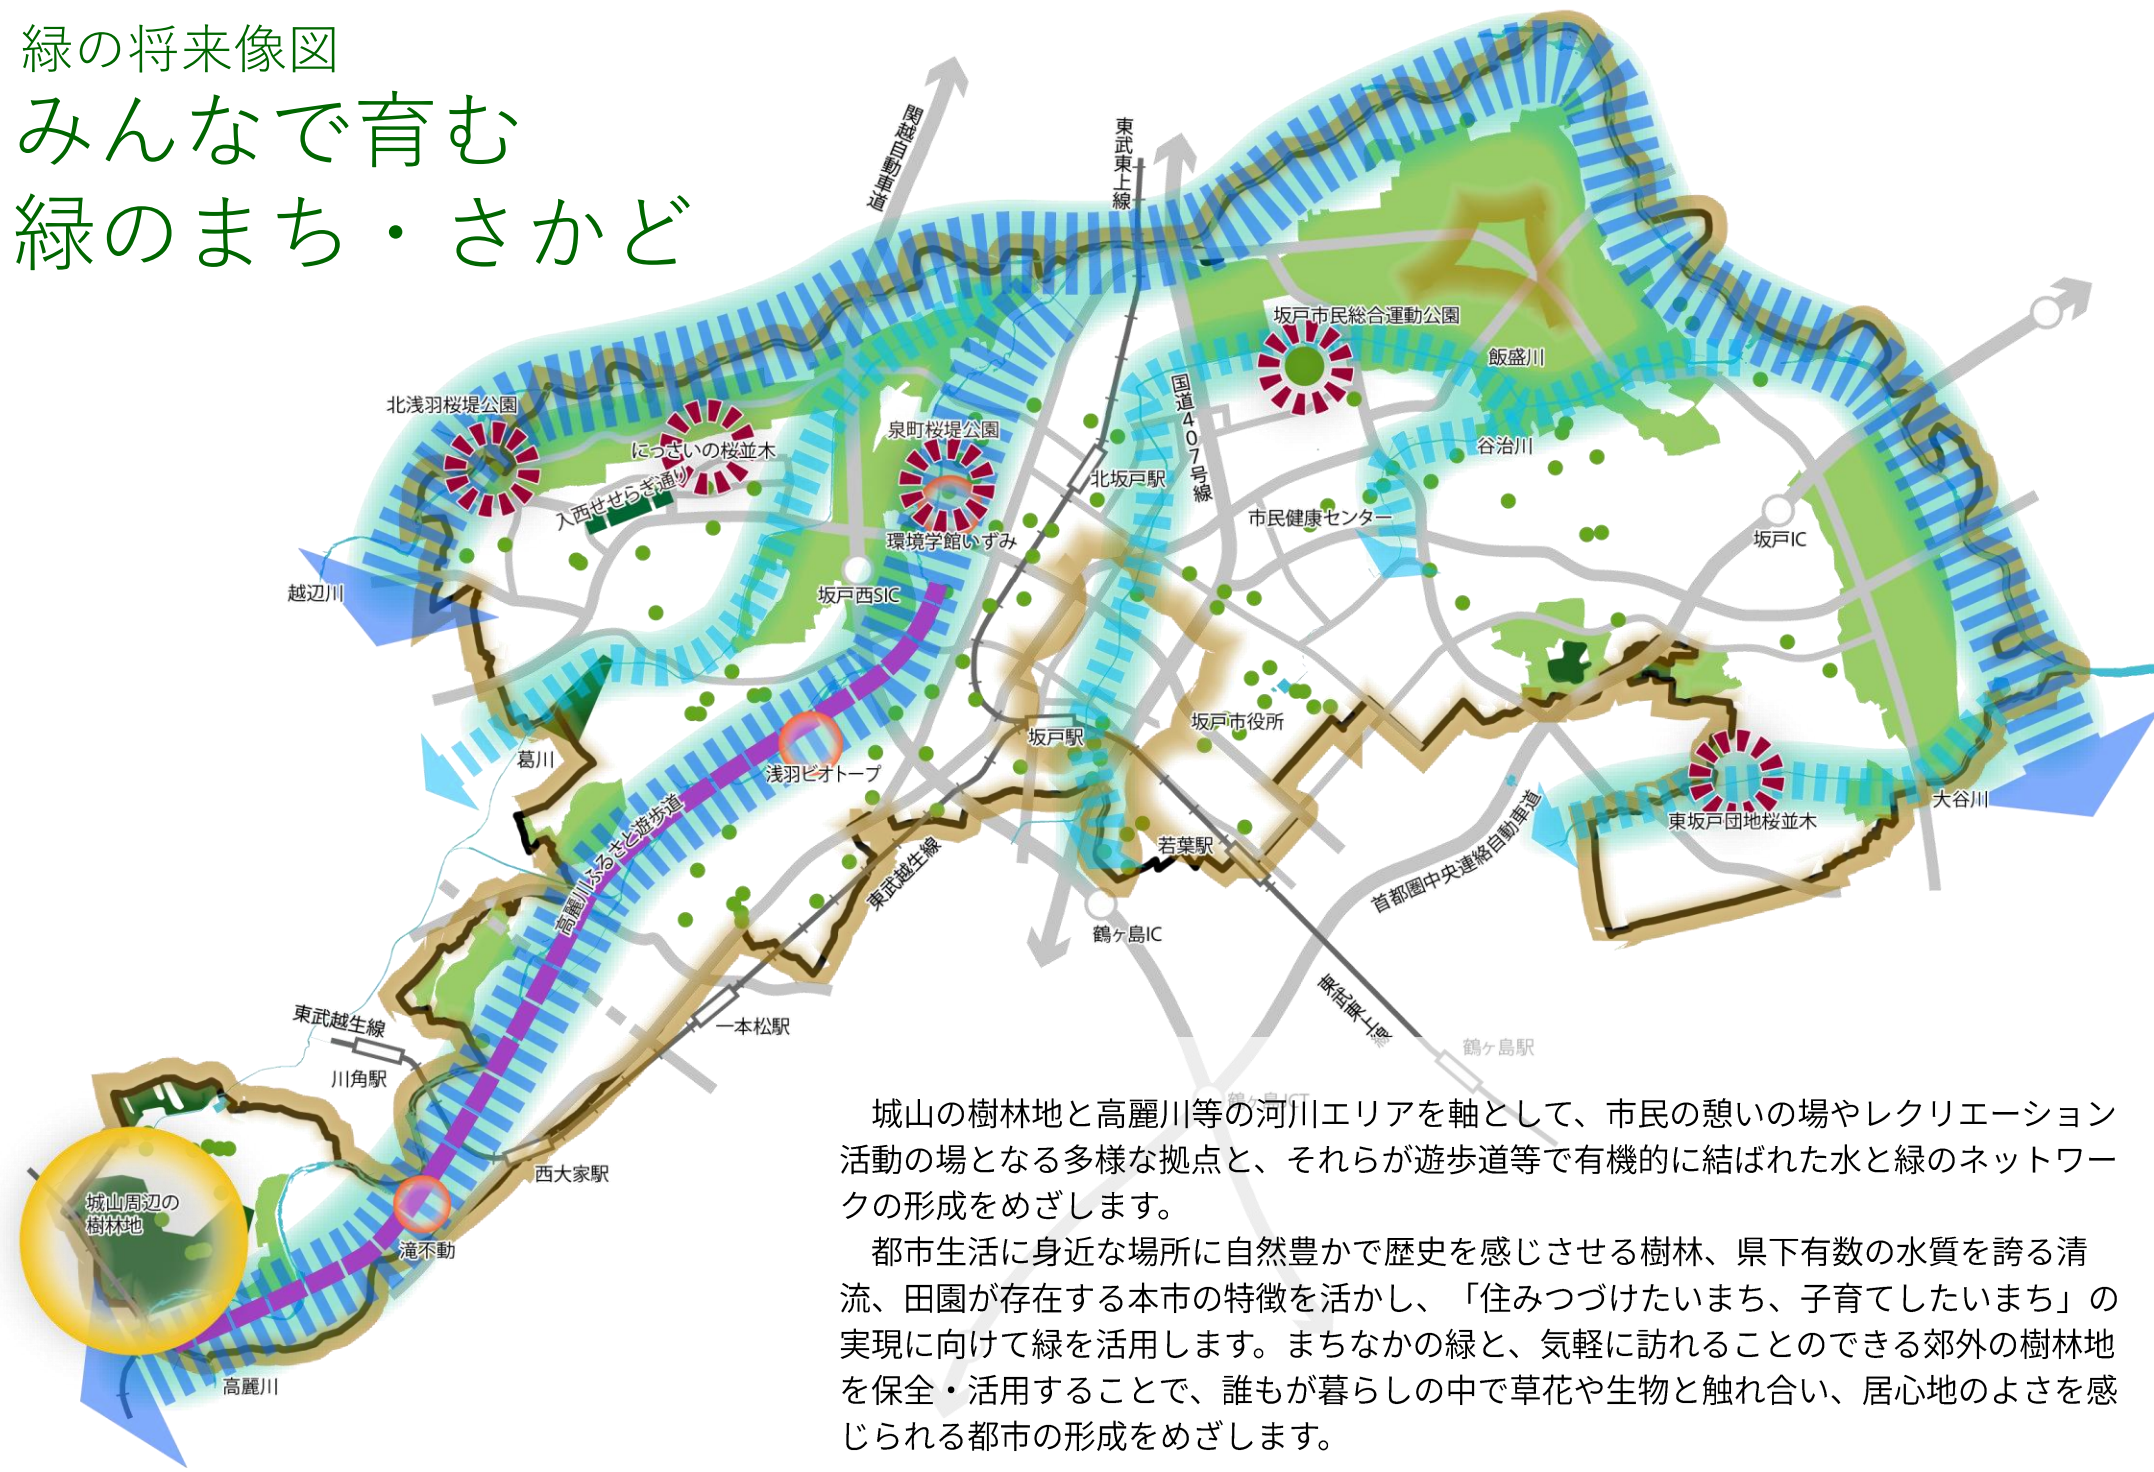 緑の将来像図
みんなで育む
緑のまち・さかど
関越自動車道
東武東上線
坂戸市民総合運動公園
飯盛川
国道407号線
北浅羽桜堤公園
にっさいの桜並木
入西せせらぎ通り
泉町桜堤公園
北坂戸駅
谷治川
市民健康センター
環境学館いずみ
坂戸IC
越辺川
坂戸西SIC
葛川
坂戸駅
坂戸市役所
浅羽ビオトープ
高麗川ふるさと遊歩道
大谷川
東坂戸団地桜並木
若葉駅
首都圏中央連絡自動車道
東武越生線
鶴ヶ島IC
東武東上線
一本松駅
東武越生線
川角駅
鶴ヶ島駅
鶴ヶ島JCT
西大家駅
城山周辺の
樹林地
滝不動
高麗川
城山の樹林地と高麗川等の河川エリアを軸として、市民の憩いの場やレクリエーション
活動の場となる多様な拠点と、それらが遊歩道等で有機的に結ばれた水と緑のネットワー
クの形成をめざします。
都市生活に身近な場所に自然豊かで歴史を感じさせる樹林、県下有数の水質を誇る清
流、田園が存在する本市の特徴を活かし、「住みつづけたいまち、子育てしたいまち」の
実現に向けて緑を活用します。まちなかの緑と、気軽に訪れることのできる郊外の樹林地
を保全・活用することで、誰もが暮らしの中で草花や生物と触れ合い、居心地のよさを感
じられる都市の形成をめざします。